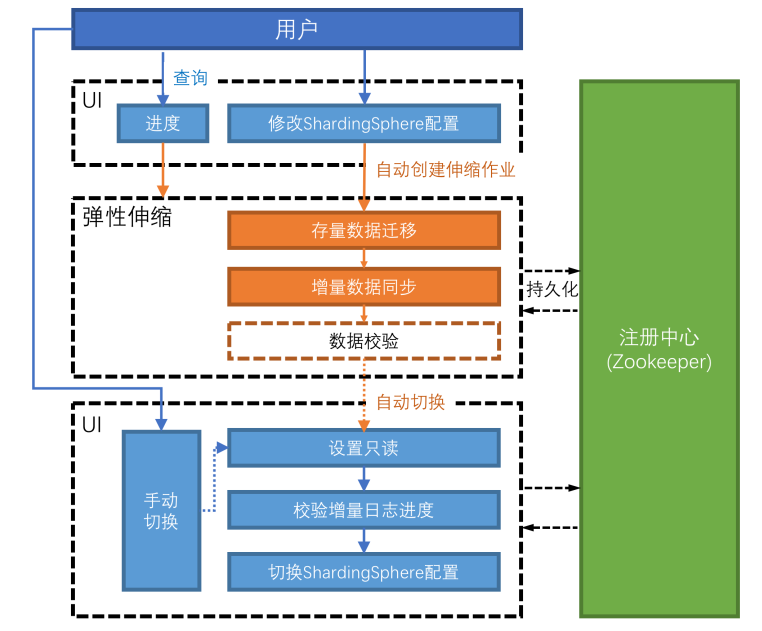 用户
查询
UI
进度
修改ShardingSphere配置
自动创建伸缩作业
弹性伸缩
存量数据迁移
增量数据同步
数据校验
持久化
注册中心
(Zookeeper)
自动切换
UI
手动
切换
设置只读
校验增量日志进度
切换ShardingSphere配置